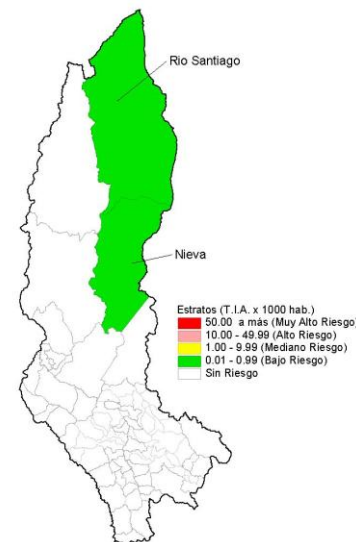 Rio Santiago
Nieva
Estratos (T.I.A. x 1000 hab.)
50.00 a más (Muy Alto Riesgo)
10.00 - 49.99 (Alto Riesgo)
1.00 - 9.99 (Mediano Riesgo)
0.01 - 0.99 (Bajo Riesgo)
Sin Riesgo